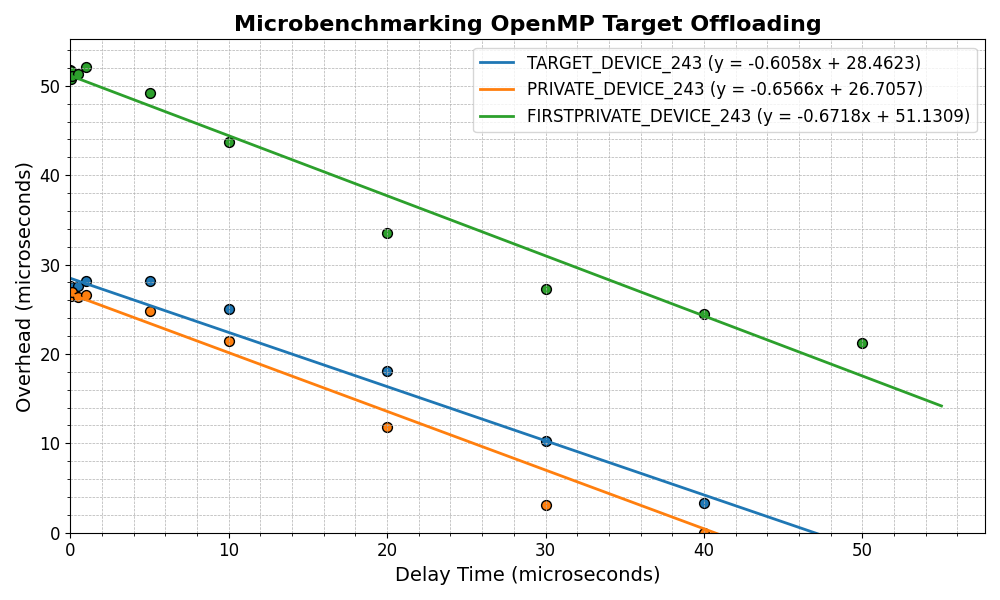 Microbenchmarking OpenMP Target Offloading
TARGET_DEVICE_243 (y = -0.6058x + 28.4623)
PRIVATE_DEVICE_243 (y = -0.6566x + 26.7057)
FIRSTPRIVATE_DEVICE_243 (y = -0.6718x + 51.1309)
Overhead (microseconds)
50
40
30
20
10
0
0 10 20 30 40 50
Delay Time (microseconds)